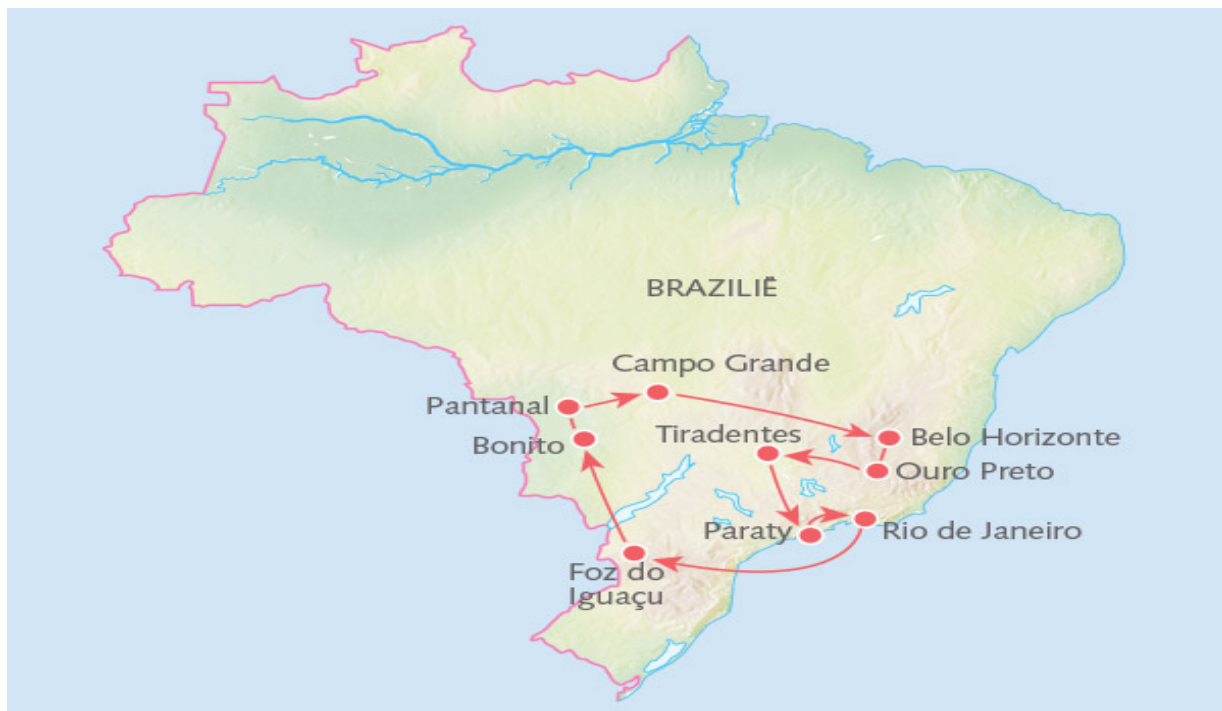 BRAZILIË
Campo Grande
Pantanal
Tiradentes
Belo Horizonte
Bonito
Ouro Preto
Paraty
Rio de Janeiro
Foz do
Iguaçu